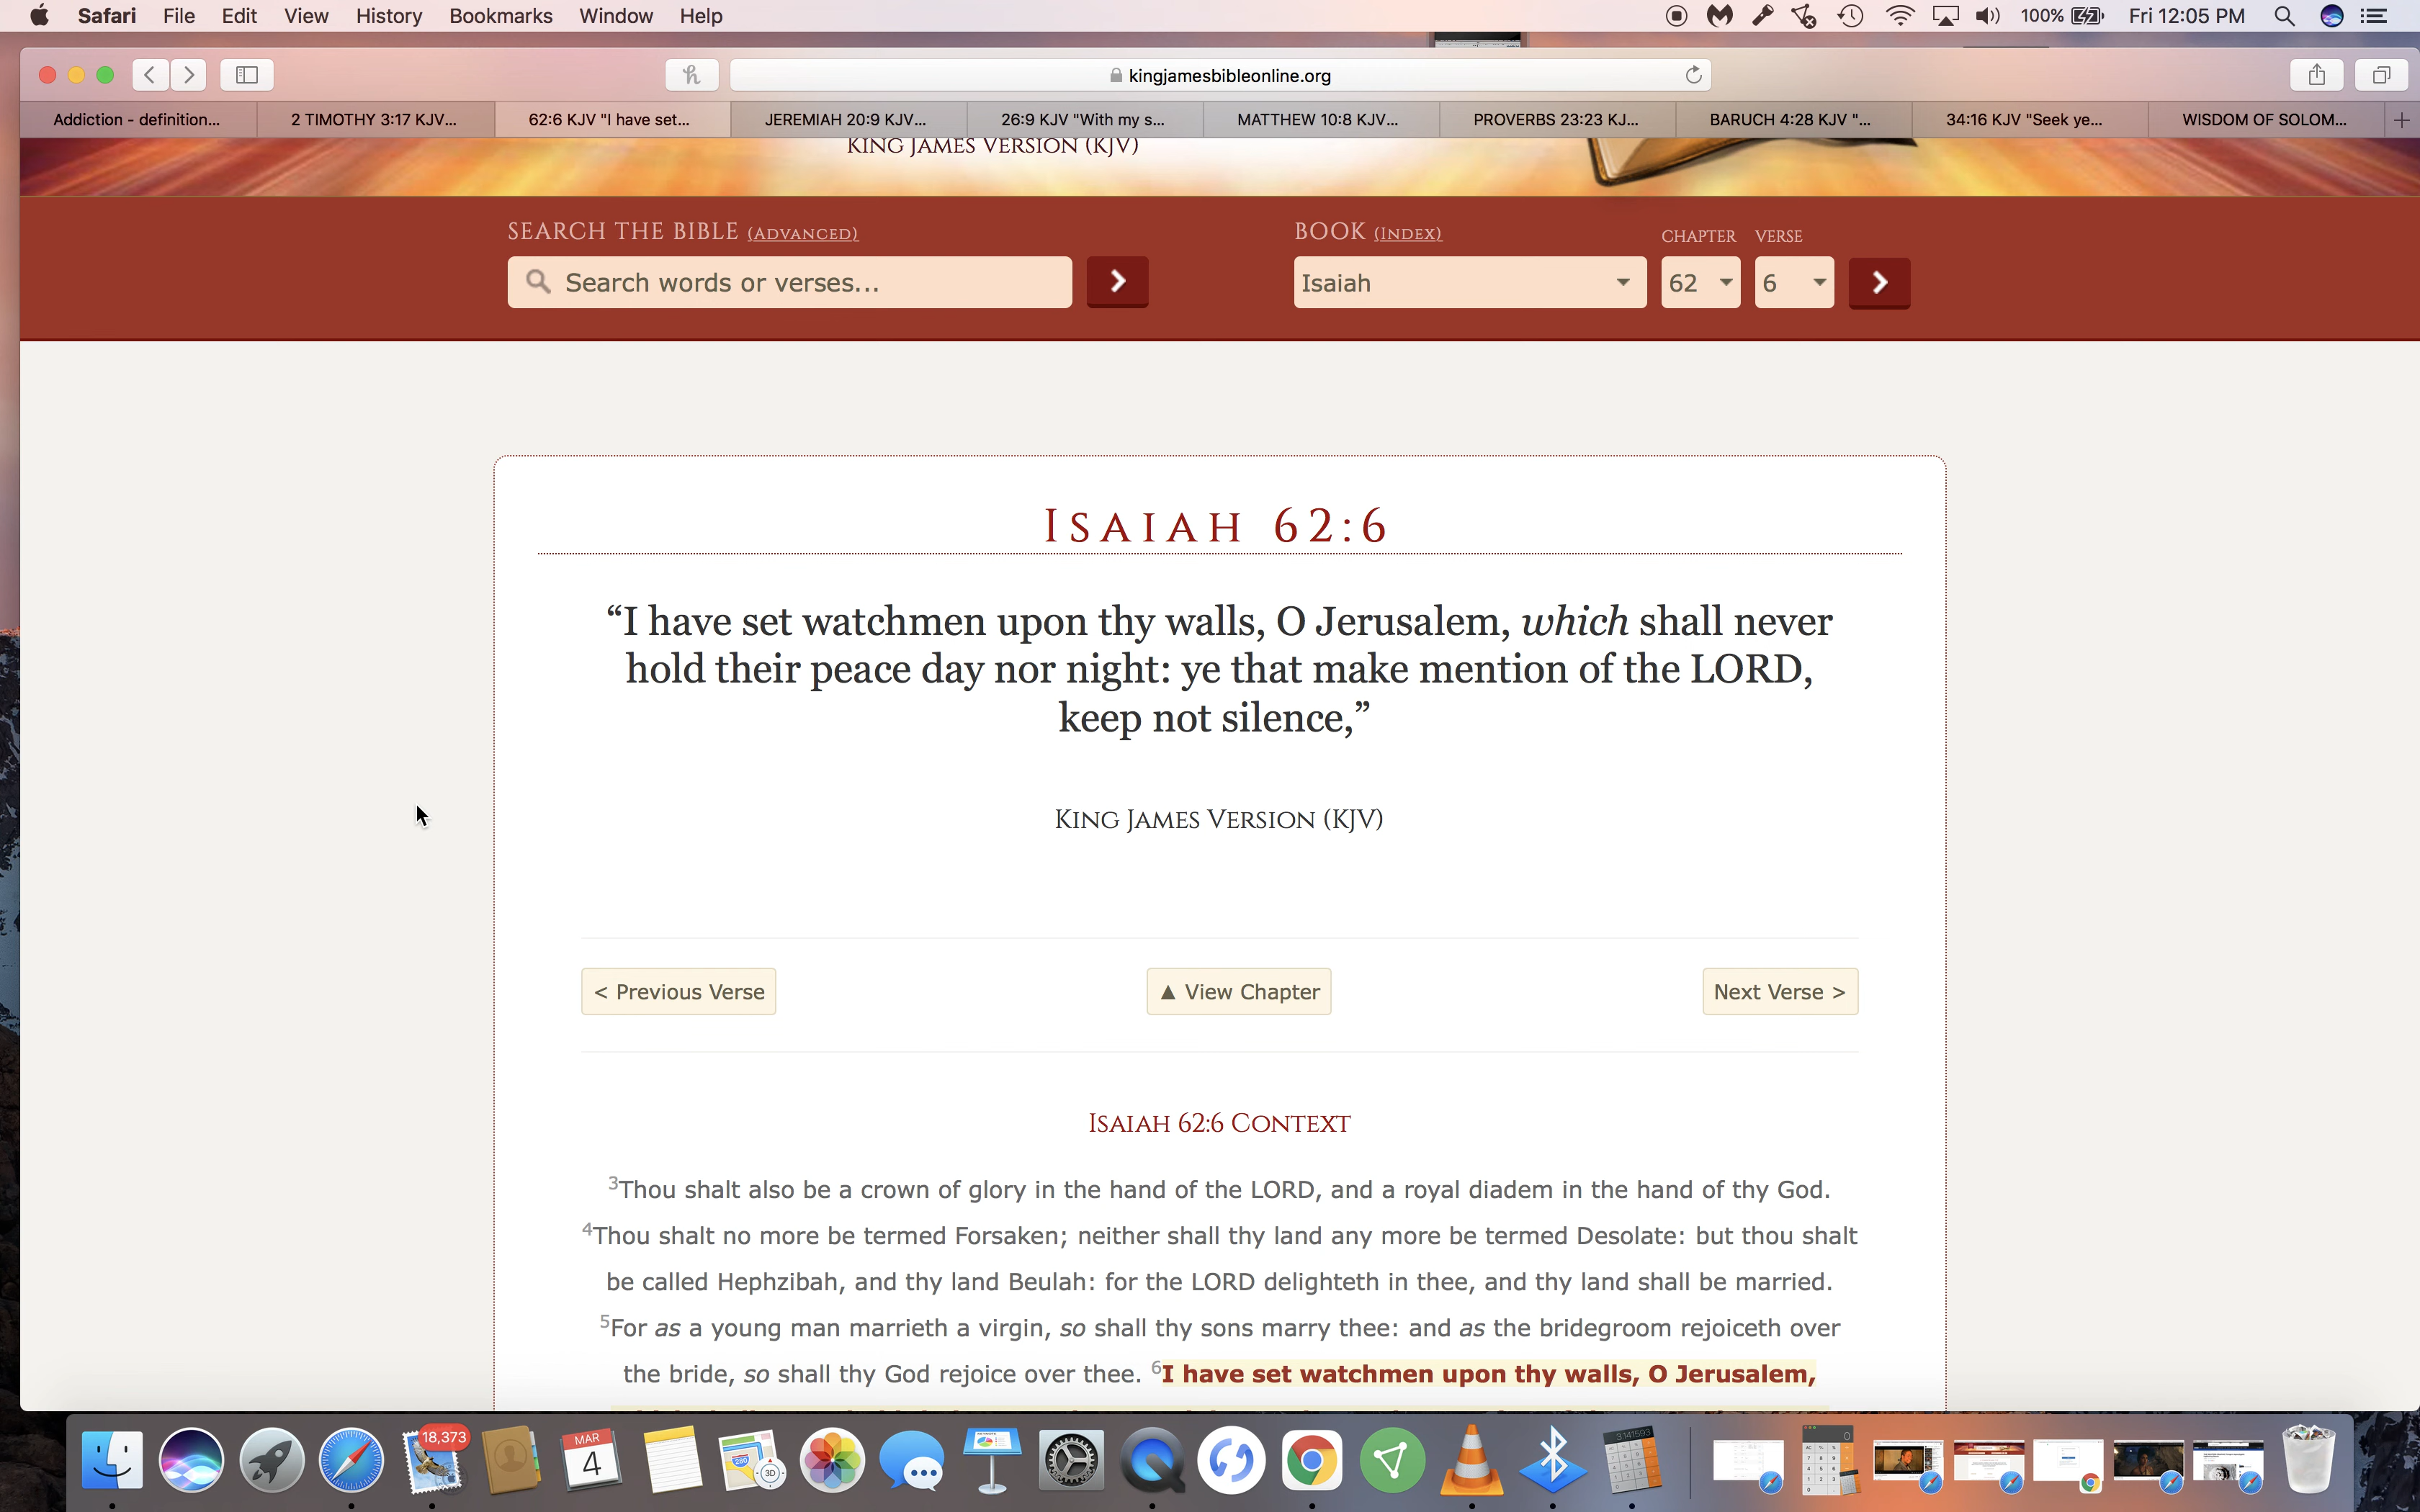 Safari File Edit View History Bookmarks Window Help 100% Fri 12:05 PM
kingjamesbibleonline.org
Addiction - definition... 2 TIMOTHY 3:17 KJV... 62:6 KJV "I have set... JEREMIAH 20:9 KJV... 26:9 KJV "With my s... MATTHEW 10:8 KJV... PROVERBS 23:23 KJ... BARUCH 4:28 KJV "... 34:16 KJV "Seek ye... WISDOM OF SOLOM...
KING JAMES VERSION (KJV)
SEARCH THE BIBLE (ADVANCED) BOOK (INDEX) CHAPTER VERSE
Search words or verses... Isaiah 62 6
ISAIAH 62:6
“I have set watchmen upon thy walls, O Jerusalem, which shall never
hold their peace day nor night: ye that make mention of the LORD,
keep not silence,”
KING JAMES VERSION (KJV)
< Previous Verse ▲ View Chapter Next Verse >
ISAIAH 62:6 CONTEXT
3Thou shalt also be a crown of glory in the hand of the LORD, and a royal diadem in the hand of thy God.
4Thou shalt no more be termed Forsaken; neither shall thy land any more be termed Desolate: but thou shalt
be called Hephzibah, and thy land Beulah: for the LORD delighteth in thee, and thy land shall be married.
5For as a young man marrieth a virgin, so shall thy sons marry thee: and as the bridegroom rejoiceth over
the bride, so shall thy God rejoice over thee. 6I have set watchmen upon thy walls, O Jerusalem,
18,373 MAR 4 280 3D 3.141593